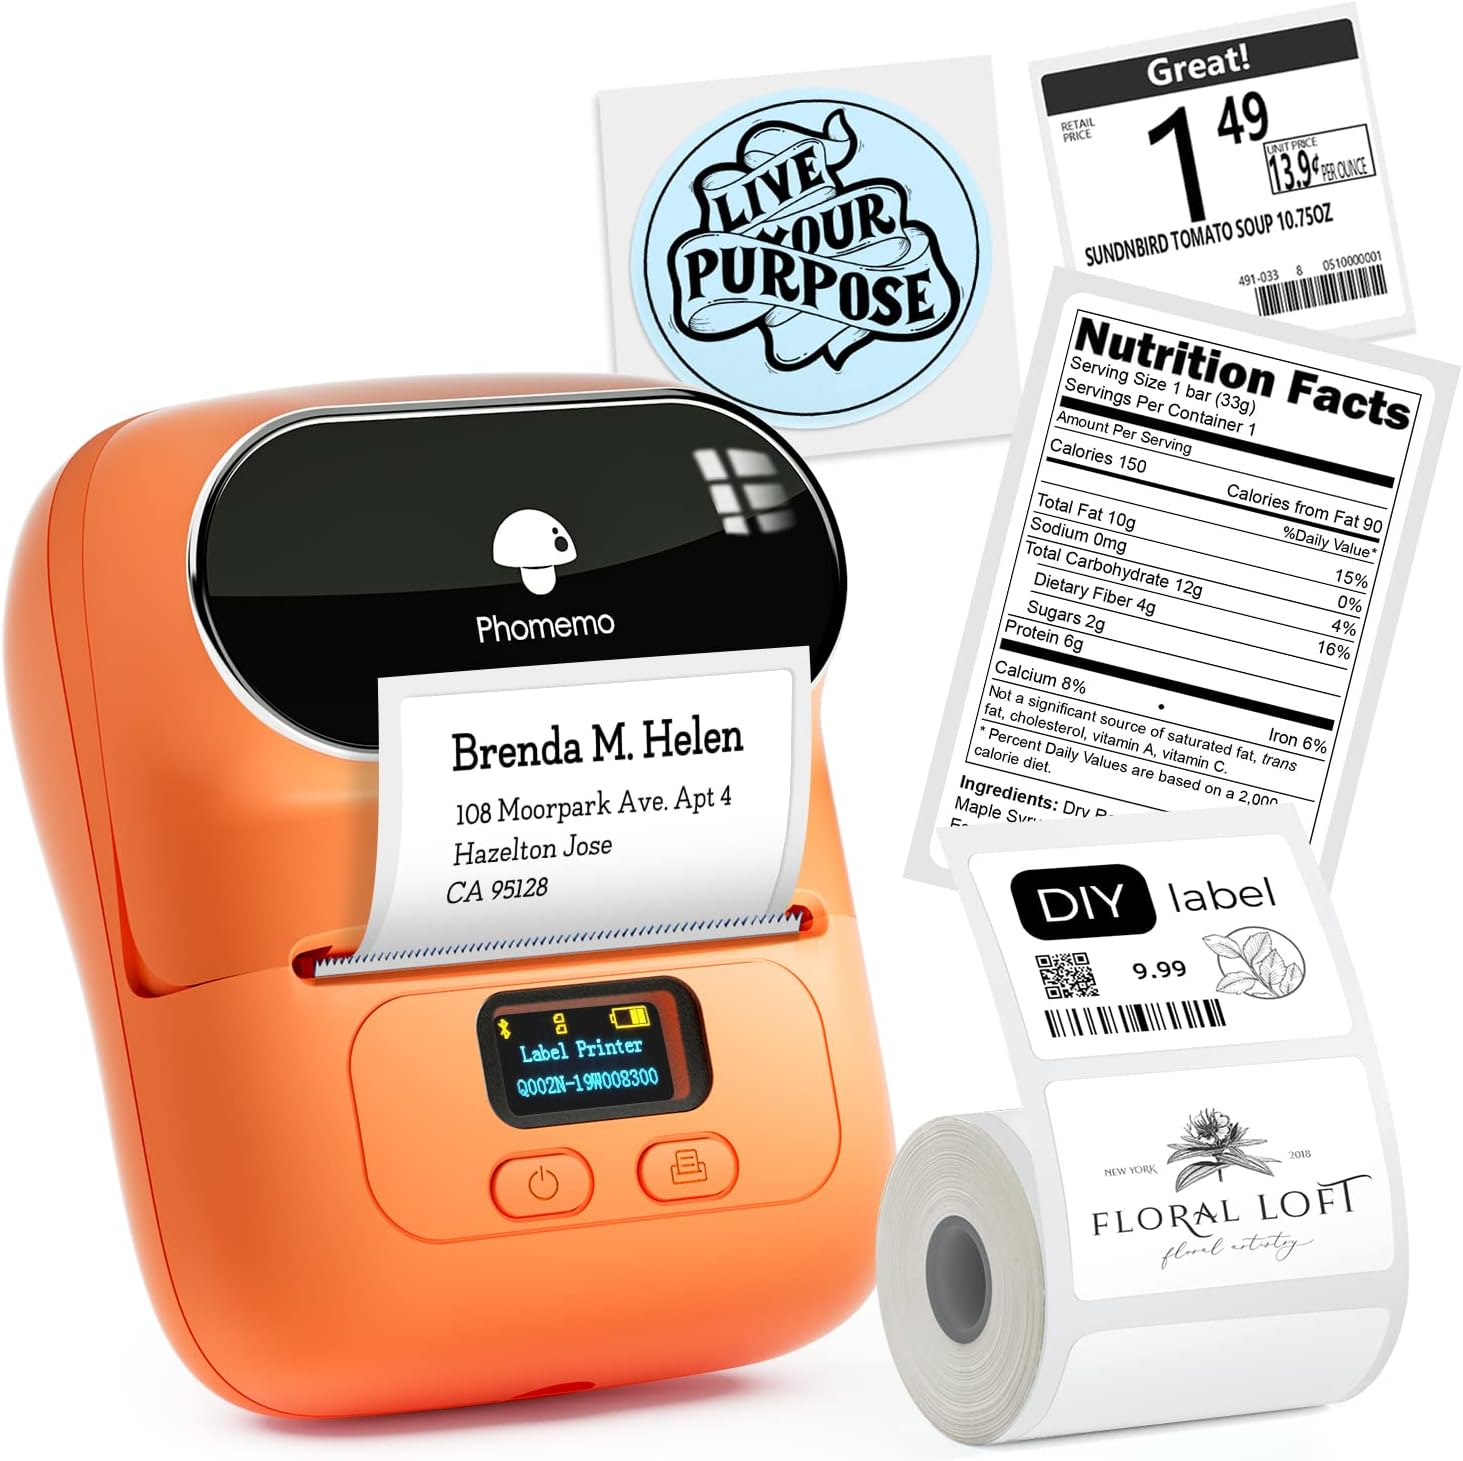 Great!
RETAIL
PRICE
1 49
UNIT PRICE
13.9¢ PER OUNCE
SUNDNBIRD TOMATO SOUP 10.75OZ
491-033 8 0510000001
LIVE
YOUR
PURPOSE
Nutrition Facts
Serving Size 1 bar (33g)
Servings Per Container 1
Amount Per Serving
Calories 150
Calories from Fat 90
%Daily Value*
Total Fat 10g 15%
Sodium 0mg 0%
Total Carbohydrate 12g 4%
Dietary Fiber 4g 16%
Sugars 2g
Protein 6g
Calcium 8% • Iron 6%
Not a significant source of saturated fat, trans
fat, cholesterol, vitamin A, vitamin C.
* Percent Daily Values are based on a 2,000
calorie diet.
Ingredients: Dry
Maple
Phomemo
Brenda M. Helen
108 Moorpark Ave. Apt 4
Hazelton Jose
CA 95128
Label Printer
Q002N-19W008300
DIY label
9.99
NEW YORK 2018
FLORAL LOFT
floral artistry